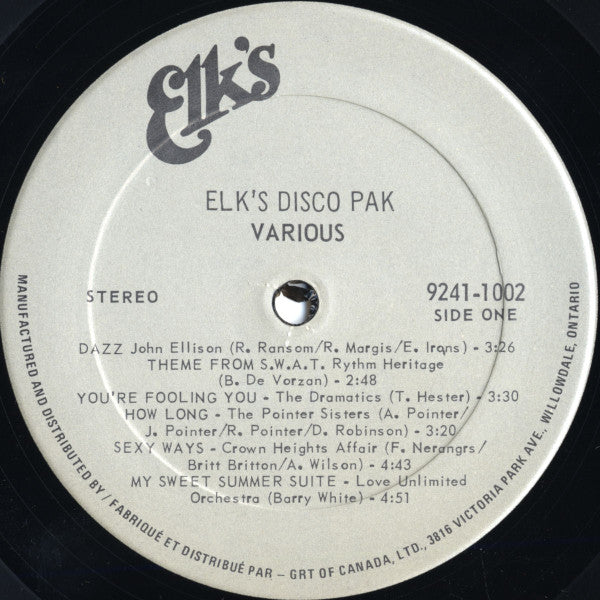 Elk's
ELK'S DISCO PAK
VARIOUS
STEREO
9241-1002
SIDE ONE
DAZZ John Ellison (R. Ransom/R. Margis/E. Irons) - 3:26
THEME FROM S.W.A.T. Rythm Heritage
(B. De Vorzan) - 2:48
YOU'RE FOOLING YOU - The Dramatics (T. Hester) - 3:30
HOW LONG - The Pointer Sisters (A. Pointer/
J. Pointer/R. Pointer/D. Robinson) - 3:20
SEXY WAYS - Crown Heights Affair (F. Nerangrs/
Britt Britton/A. Wilson) - 4:43
MY SWEET SUMMER SUITE - Love Unlimited
Orchestra (Barry White) - 4:51
MANUFACTURED AND DISTRIBUTED BY / FABRIQUÉ ET DISTRIBUÉ PAR - GRT OF CANADA, LTD., 3816 VICTORIA PARK AVE., WILLOWDALE, ONTARIO